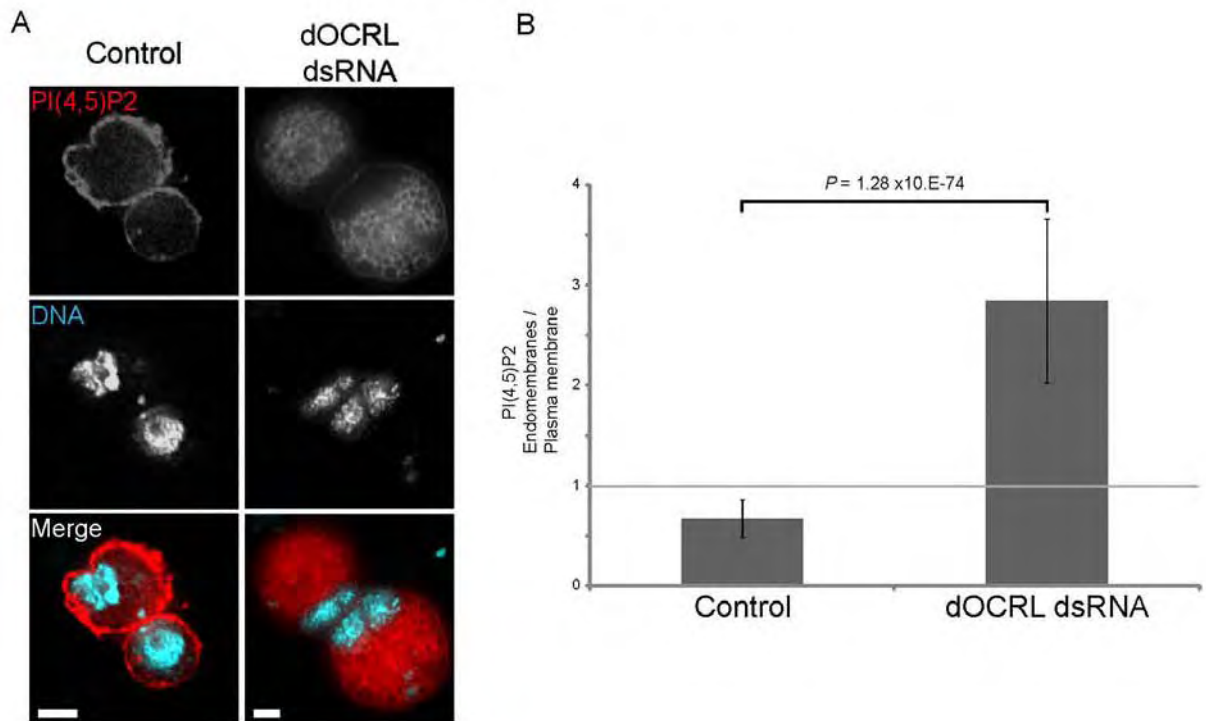 A
Control
dOCRL
dsRNA
PI(4,5)P2
DNA
Merge
B
P = 1.28 x10.E-74
PI(4,5)P2
Endomembranes /
Plasma membrane
4
3
2
1
0
Control
dOCRL dsRNA